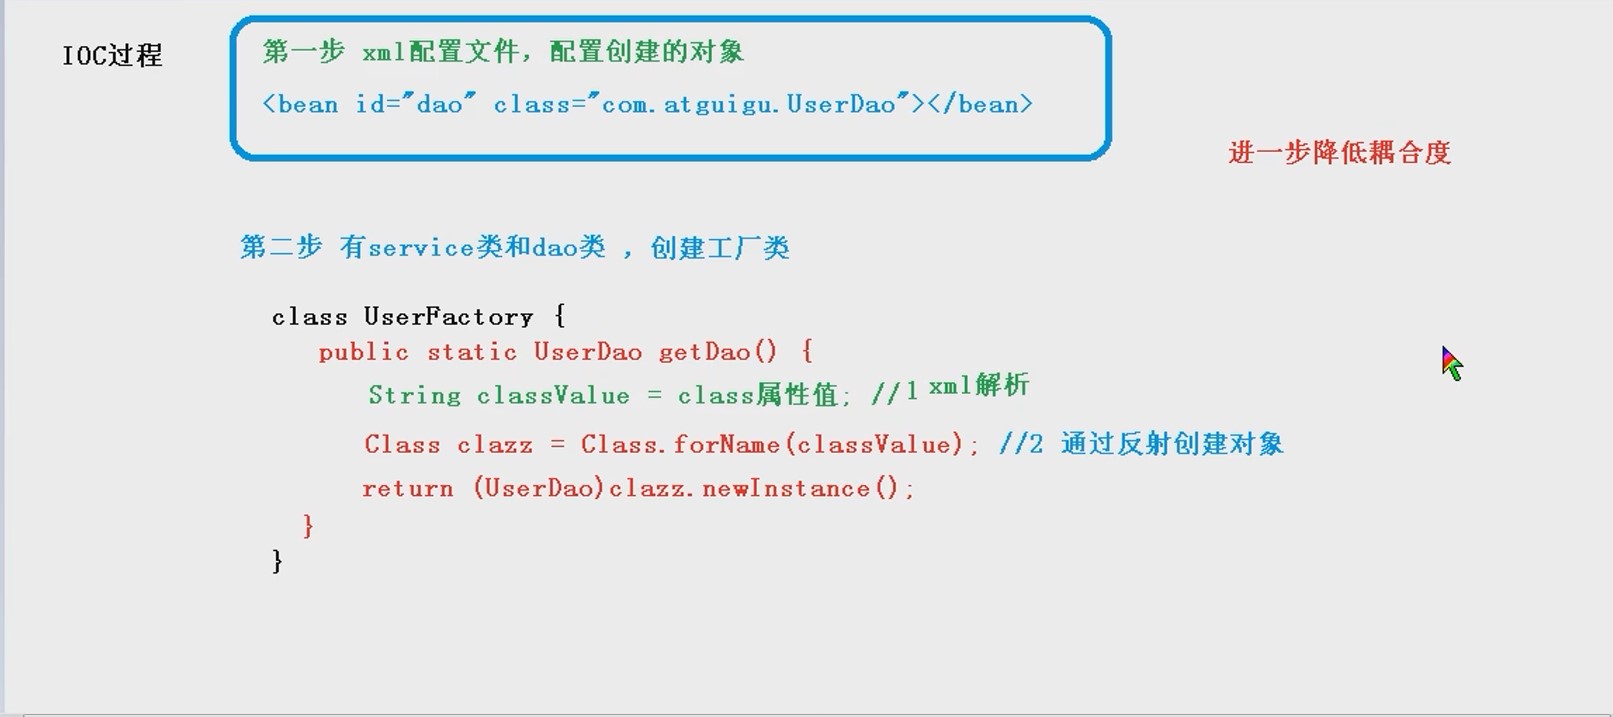 IOC过程
第一步 xml配置文件，配置创建的对象
<bean id="dao" class="com.atguigu.UserDao"></bean>
进一步降低耦合度
第二步 有service类和dao类 ，创建工厂类
class UserFactory {
public static UserDao getDao() {
String classValue = class属性值; //1 xml解析
Class clazz = Class.forName(classValue); //2 通过反射创建对象
return (UserDao)clazz.newInstance();
}
}